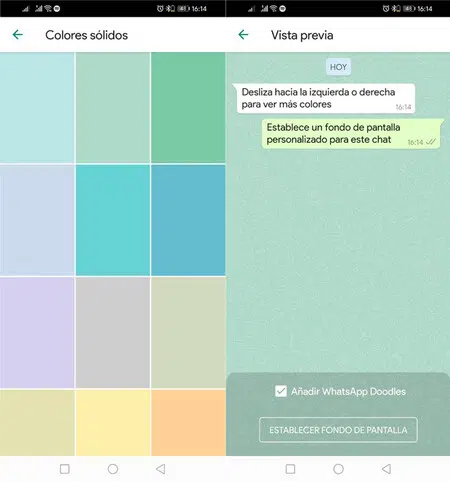 16:14
Colores sólidos
16:14
Vista previa
HOY
Desliza hacia la izquierda o derecha
para ver más colores
16:14
Establece un fondo de pantalla
personalizado para este chat
16:14
Añadir WhatsApp Doodles
ESTABLECER FONDO DE PANTALLA